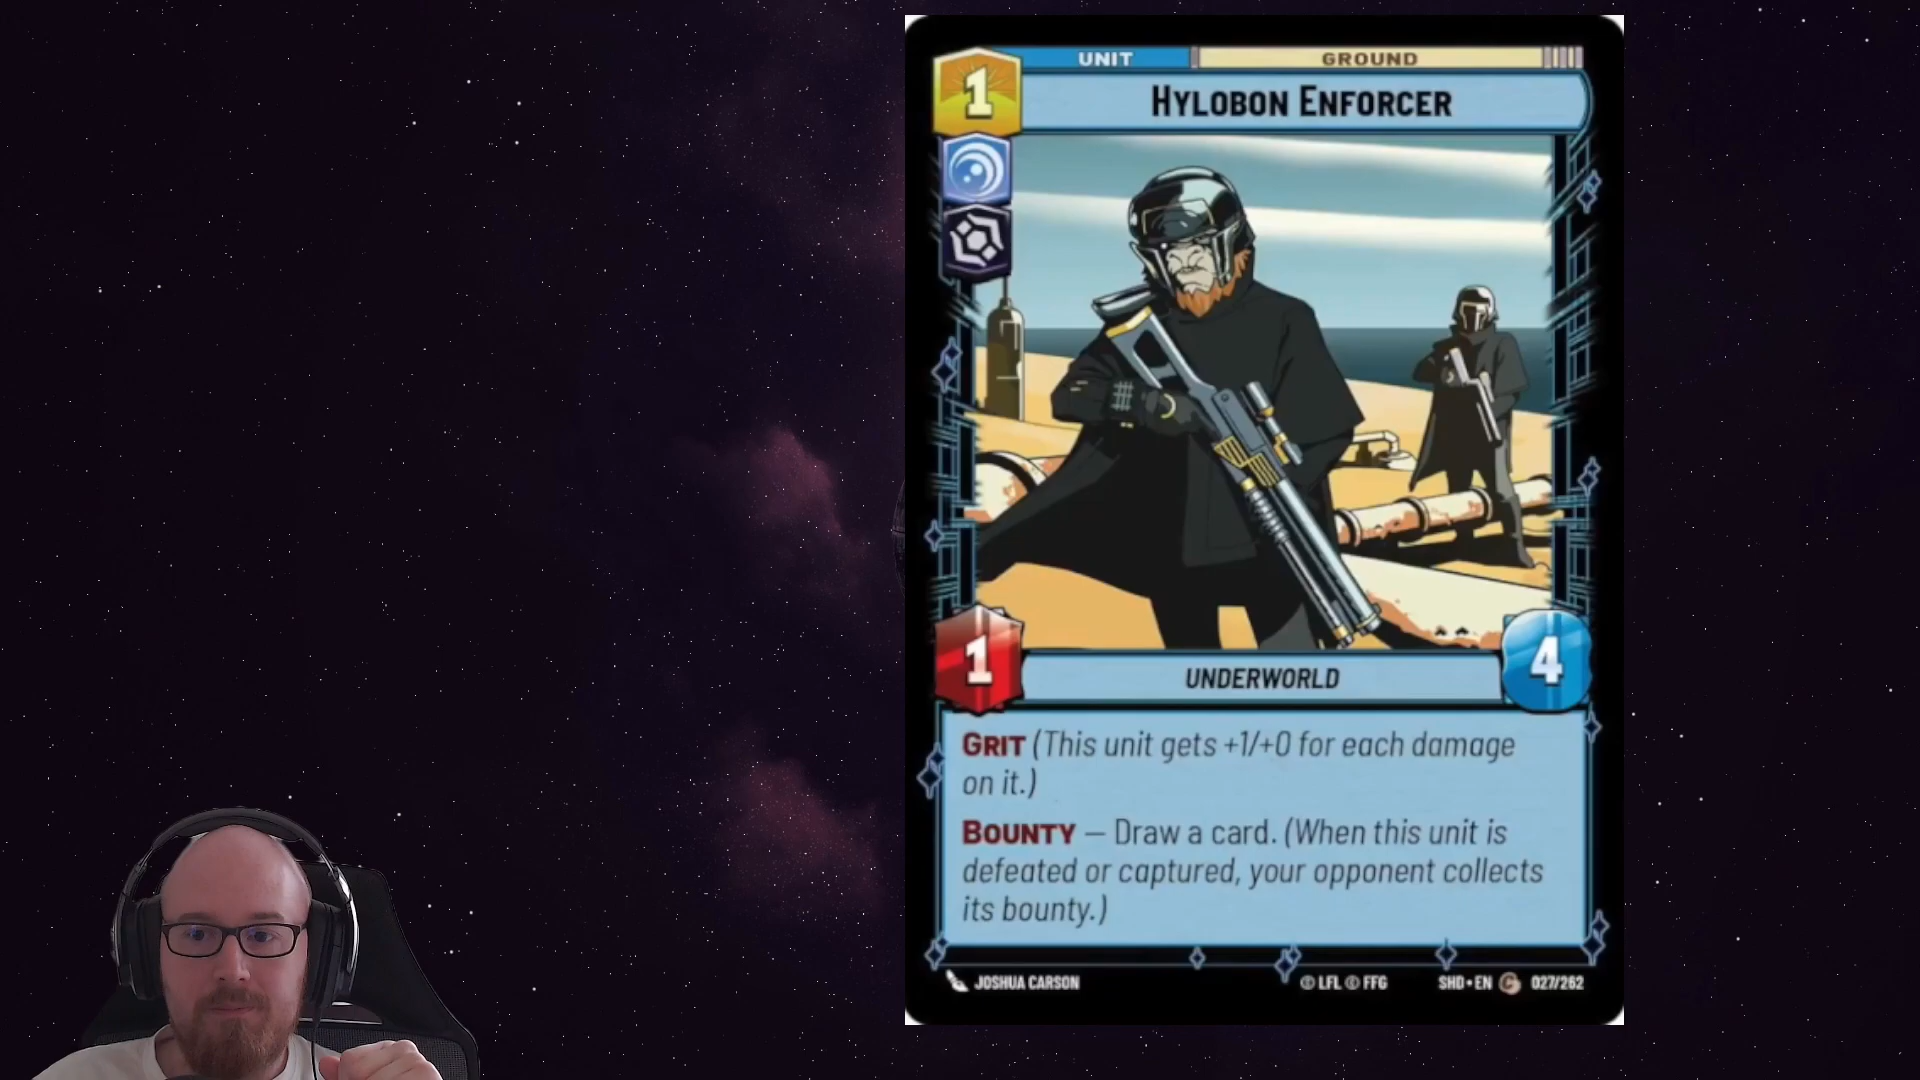 UNIT GROUND
1
HYLOBON ENFORCER
1
UNDERWORLD
4
GRIT (This unit gets +1/+0 for each damage
on it.)
BOUNTY – Draw a card. (When this unit is
defeated or captured, your opponent collects
its bounty.)
JOSHUA CARSON © LFL © FFG SHD • EN C 027/262